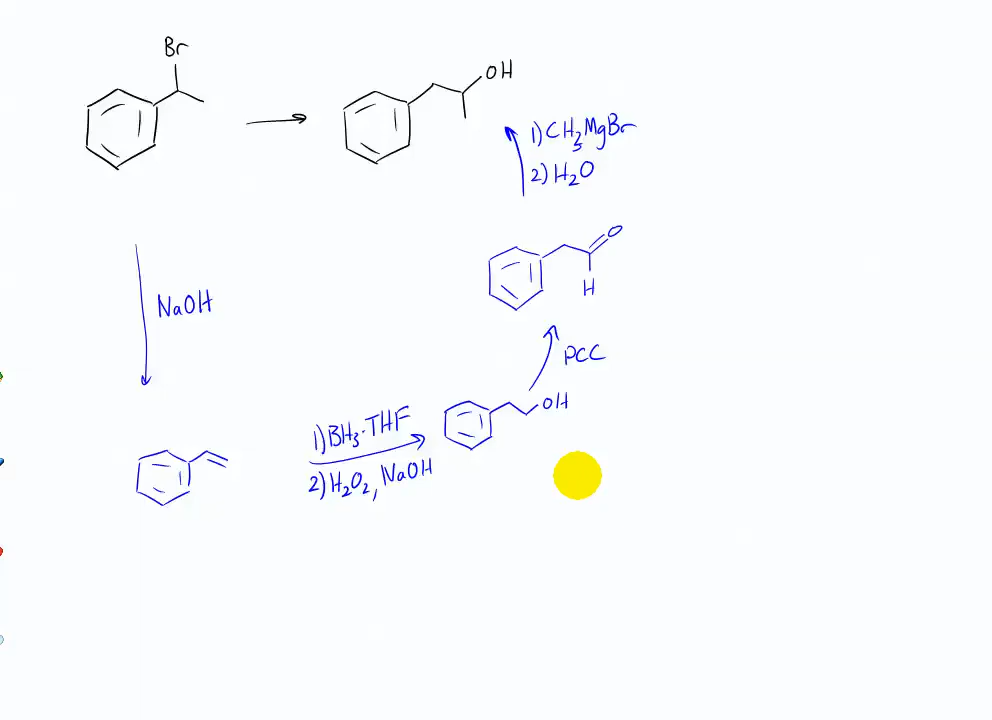 Br
OH
1) CH₃MgBr
2) H₂O
O
H
NaOH
PCC
OH
1) BH₃·THF
2) H₂O₂, NaOH